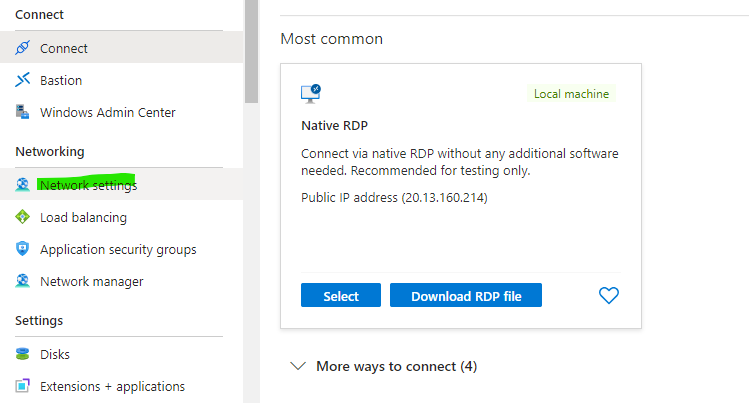 Connect
Connect
Bastion
Windows Admin Center
Networking
Network settings
Load balancing
Application security groups
Network manager
Settings
Disks
Extensions + applications
Most common
Local machine
Native RDP
Connect via native RDP without any additional software
needed. Recommended for testing only.
Public IP address (20.13.160.214)
Select
Download RDP file
More ways to connect (4)